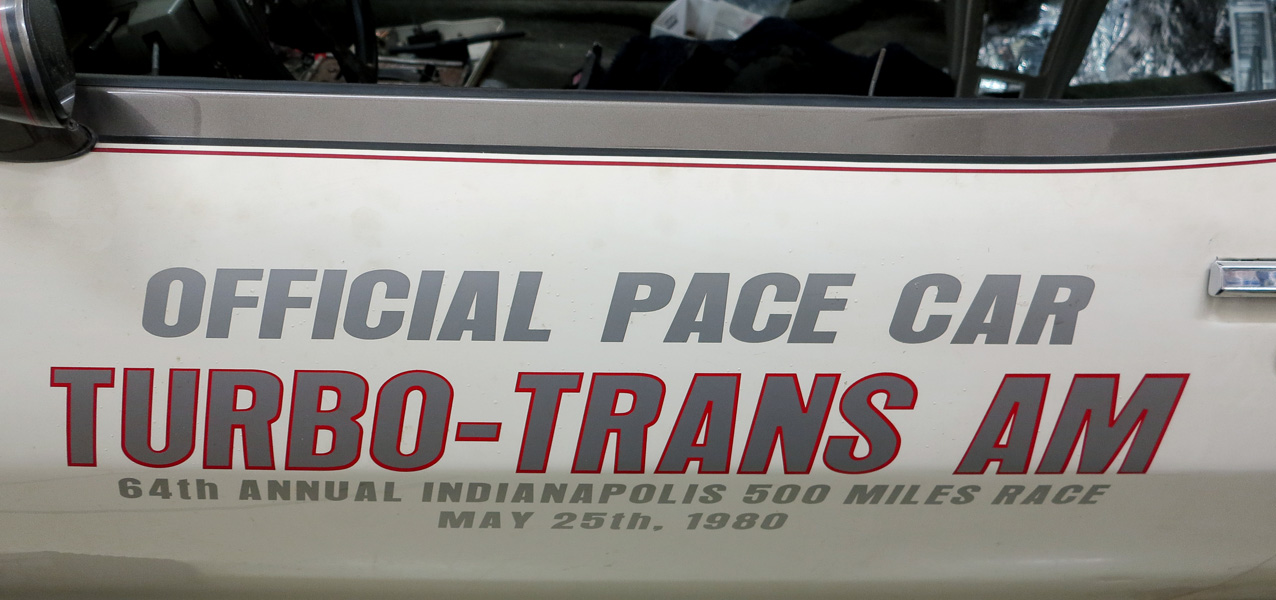 OFFICIAL PACE CAR
TURBO-TRANS AM
64th ANNUAL INDIANAPOLIS 500 MILES RACE
MAY 25th, 1980